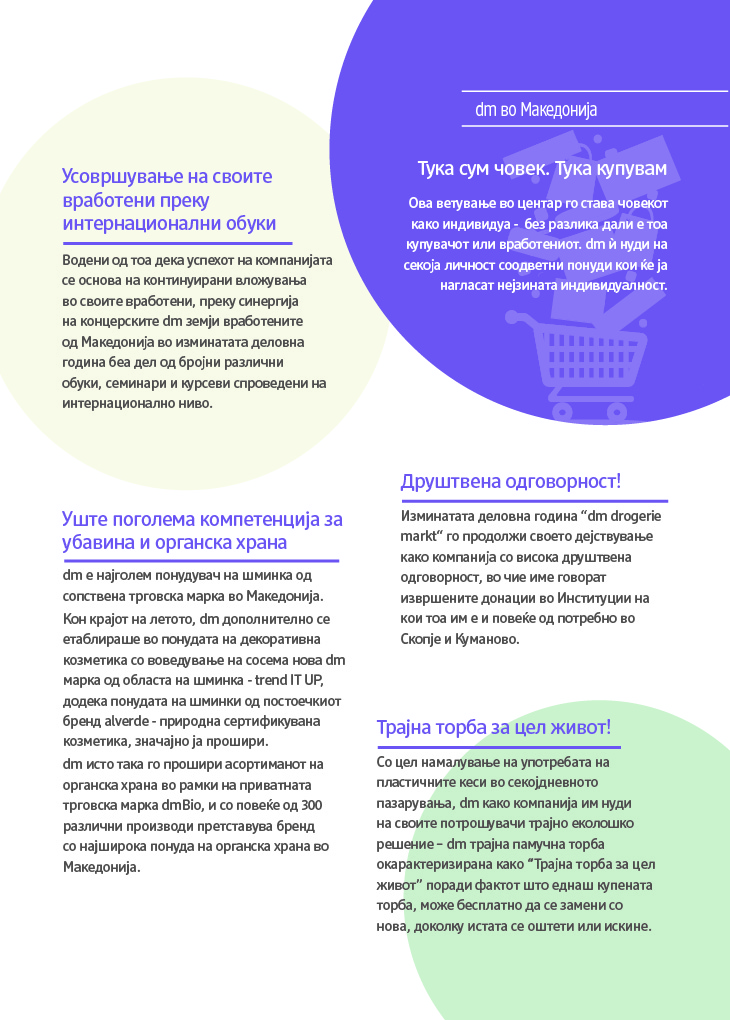 dm во Македонија
Тука сум човек. Тука купувам
Ова ветување во центар го става човекот
како индивидуа - без разлика дали е тоа
купувачот или вработениот. dm ѝ нуди на
секоја личност соодветни понуди кои ќе ја
нагласат нејзината индивидуалност.
Усовршување на своите
вработени преку
интернационални обуки
Водени од тоа дека успехот на компанијата
се основа на континуирани вложувања
во своите вработени, преку синергија
на концерските dm земји вработените
од Македонија во изминатата деловна
година беа дел од бројни различни
обуки, семинари и курсеви спроведени на
интернационално ниво.
Уште поголема компетенција за
убавина и органска храна
dm е најголем понудувач на шминка од
сопствена трговска марка во Македонија.
Кон крајот на летото, dm дополнително се
етаблираше во понудата на декоративна
козметика со воведување на сосема нова dm
марка од областа на шминка - trend IT UP,
додека понудата на шминки од постоечкиот
бренд alverde - природна сертификувана
козметика, значајно ја прошири.
dm исто така го прошири асортиманот на
органска храна во рамки на приватната
трговска марка dmBio, и со повеќе од 300
различни производи претставува бренд
со најширока понуда на органска храна во
Македонија.
Друштвена одговорност!
Изминатата деловна година “dm drogerie
markt“ го продолжи своето дејствување
како компанија со висока друштвена
одговорност, во чие име говорат
извршените донации во Институции на
кои тоа им е и повеќе од потребно во
Скопје и Куманово.
Трајна торба за цел живот!
Со цел намалување на употребата на
пластичните кеси во секојдневното
пазарувања, dm како компанија им нуди
на своите потрошувачи трајно еколошко
решение – dm трајна памучна торба
окарактеризирана како “Трајна торба за цел
живот” поради фактот што еднаш купената
торба, може бесплатно да се замени со
нова, доколку истата се оштети или искине.